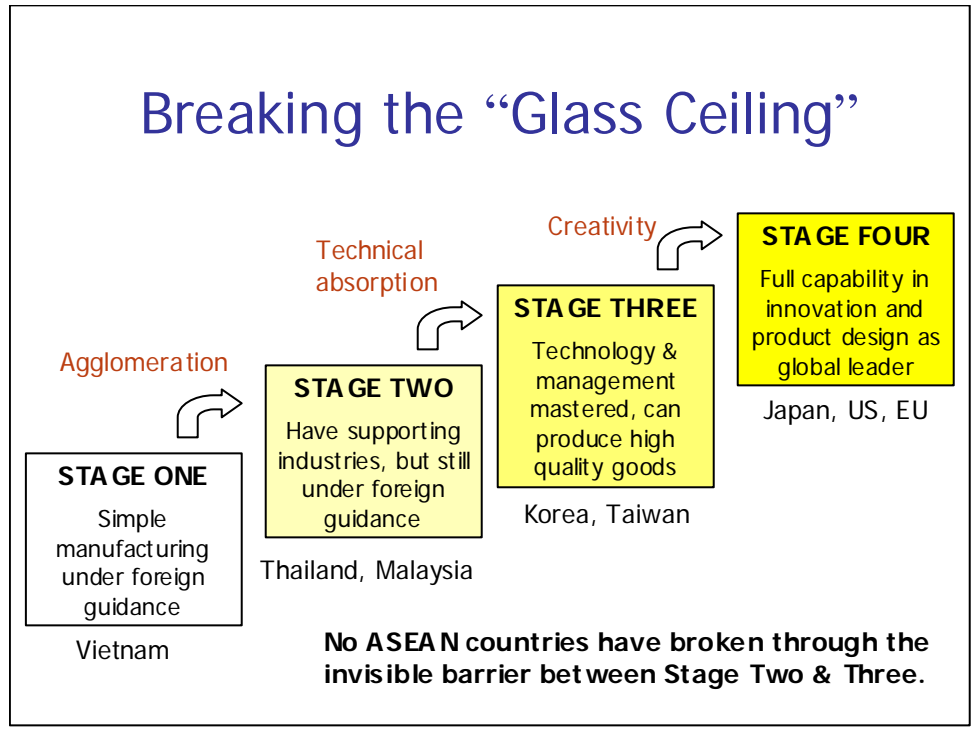 Breaking the “Glass Ceiling”
Creativity
STAGE FOUR
Full capability in
innovation and
product design as
global leader
Japan, US, EU
Technical
absorption
STAGE THREE
Technology &
management
mastered, can
produce high
quality goods
Korea, Taiwan
Agglomeration
STAGE TWO
Have supporting
industries, but still
under foreign
guidance
Thailand, Malaysia
STAGE ONE
Simple
manufacturing
under foreign
guidance
Vietnam
No ASEAN countries have broken through the
invisible barrier between Stage Two & Three.